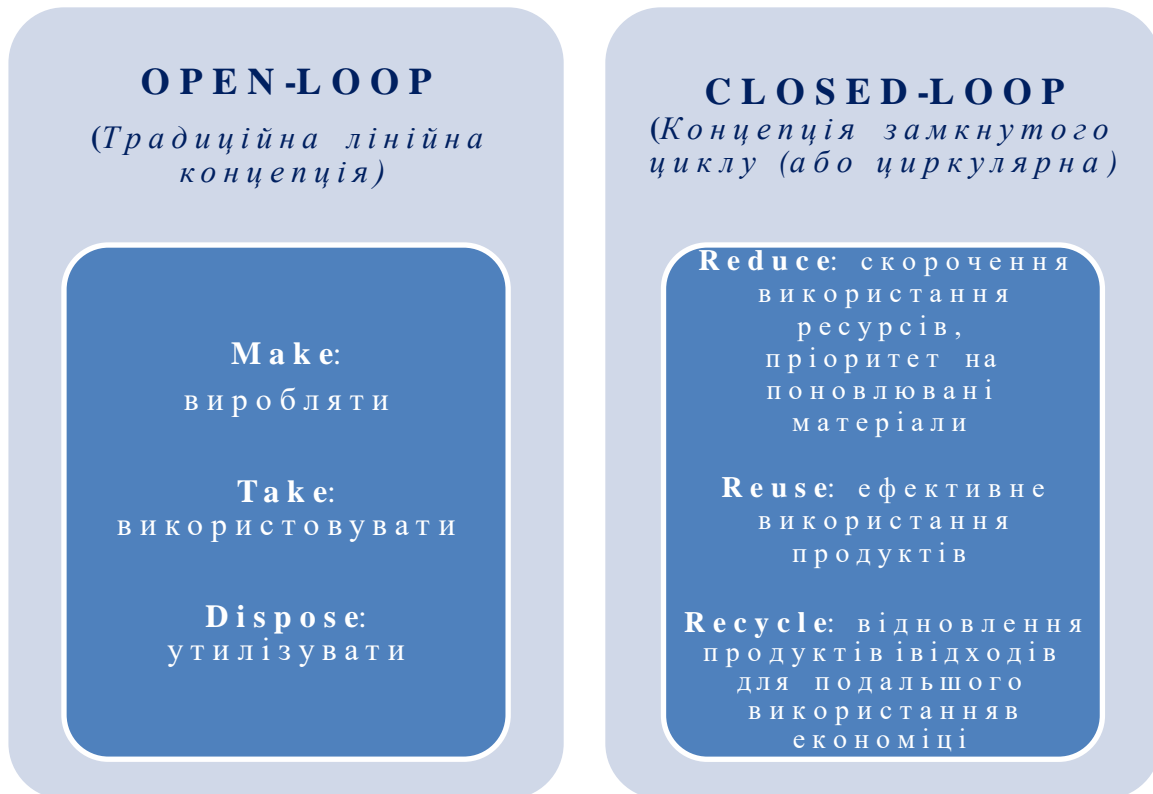 OPEN-LOOP
(Традиційна лінійна
концепція)
Make:
виробляти
Take:
використовувати
Dispose:
утилізувати
CLOSED-LOOP
(Концепція замкнутого
циклу (або циркулярна)
Reduce: скорочення
використання
ресурсів,
пріоритет на
поновлювані
матеріали
Reuse: ефективне
використання
продуктів
Recycle: відновлення
продуктів івідходів
для подальшого
використанняв
економіці